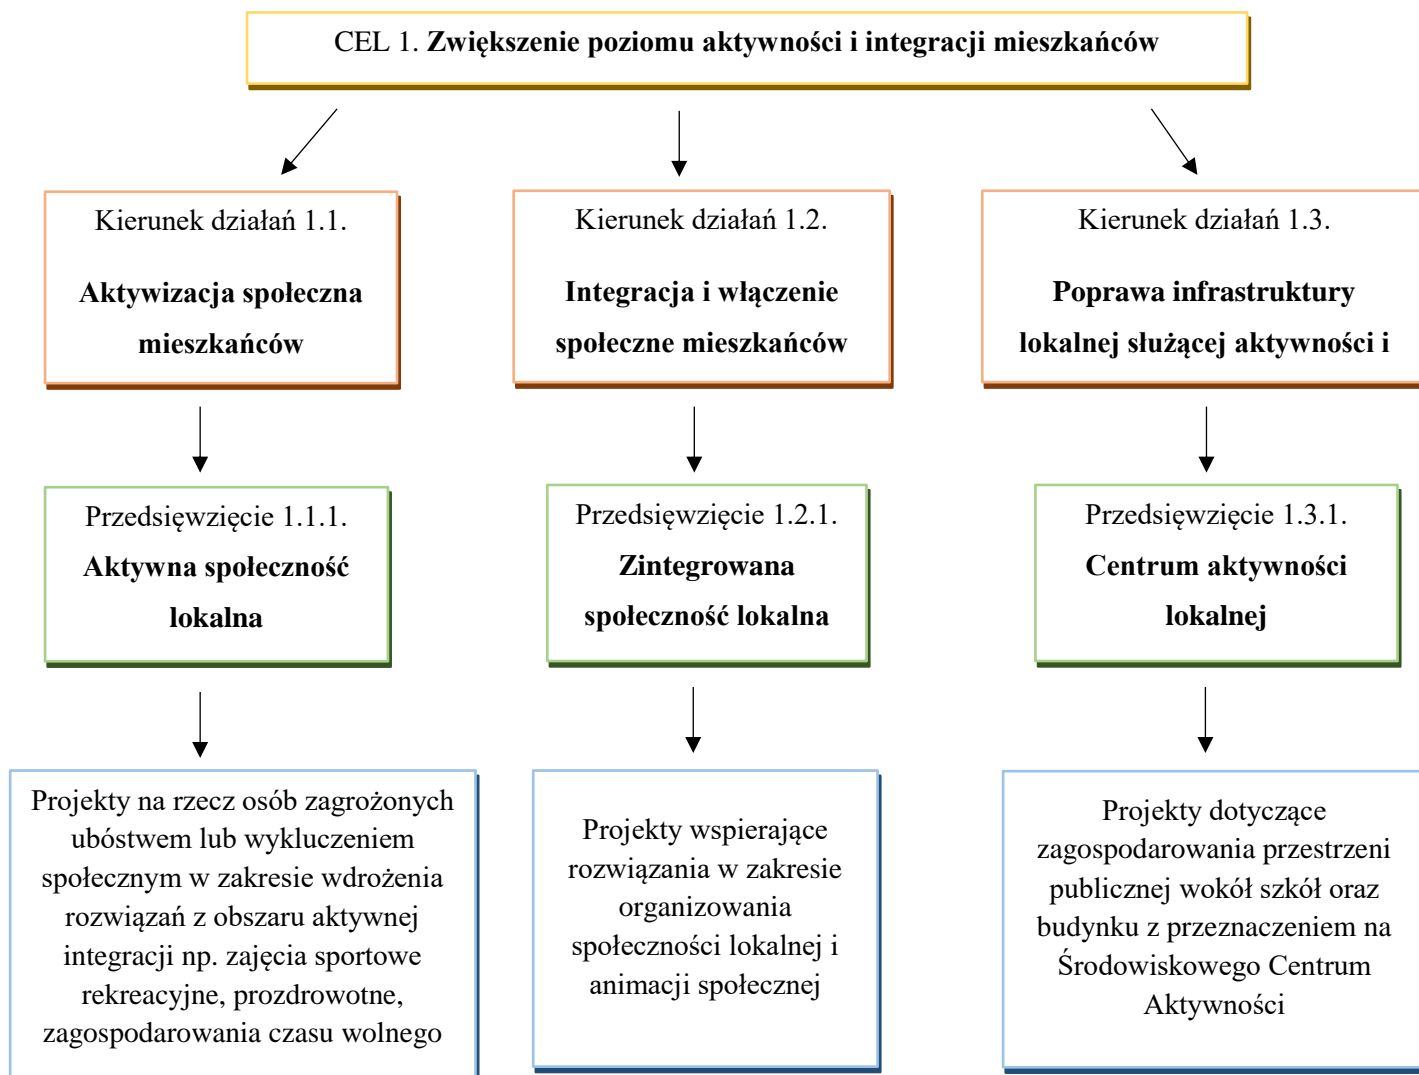 CEL 1. Zwiększenie poziomu aktywności i integracji mieszkańców
Kierunek działań 1.1.
Aktywizacja społeczna
mieszkańców
Kierunek działań 1.2.
Integracja i włączenie
społeczne mieszkańców
Kierunek działań 1.3.
Poprawa infrastruktury
lokalnej służącej aktywności i
Przedsięwzięcie 1.1.1.
Aktywna społeczność
lokalna
Przedsięwzięcie 1.2.1.
Zintegrowana
społeczność lokalna
Przedsięwzięcie 1.3.1.
Centrum aktywności
lokalnej
Projekty na rzecz osób zagrożonych
ubóstwem lub wykluczeniem
społecznym w zakresie wdrożenia
rozwiązań z obszaru aktywnej
integracji np. zajęcia sportowe
rekreacyjne, prozdrowotne,
zagospodarowania czasu wolnego
Projekty wspierające
rozwiązania w zakresie
organizowania
społeczności lokalnej i
animacji społecznej
Projekty dotyczące
zagospodarowania przestrzeni
publicznej wokół szkół oraz
budynku z przeznaczeniem na
Środowiskowego Centrum
Aktywności